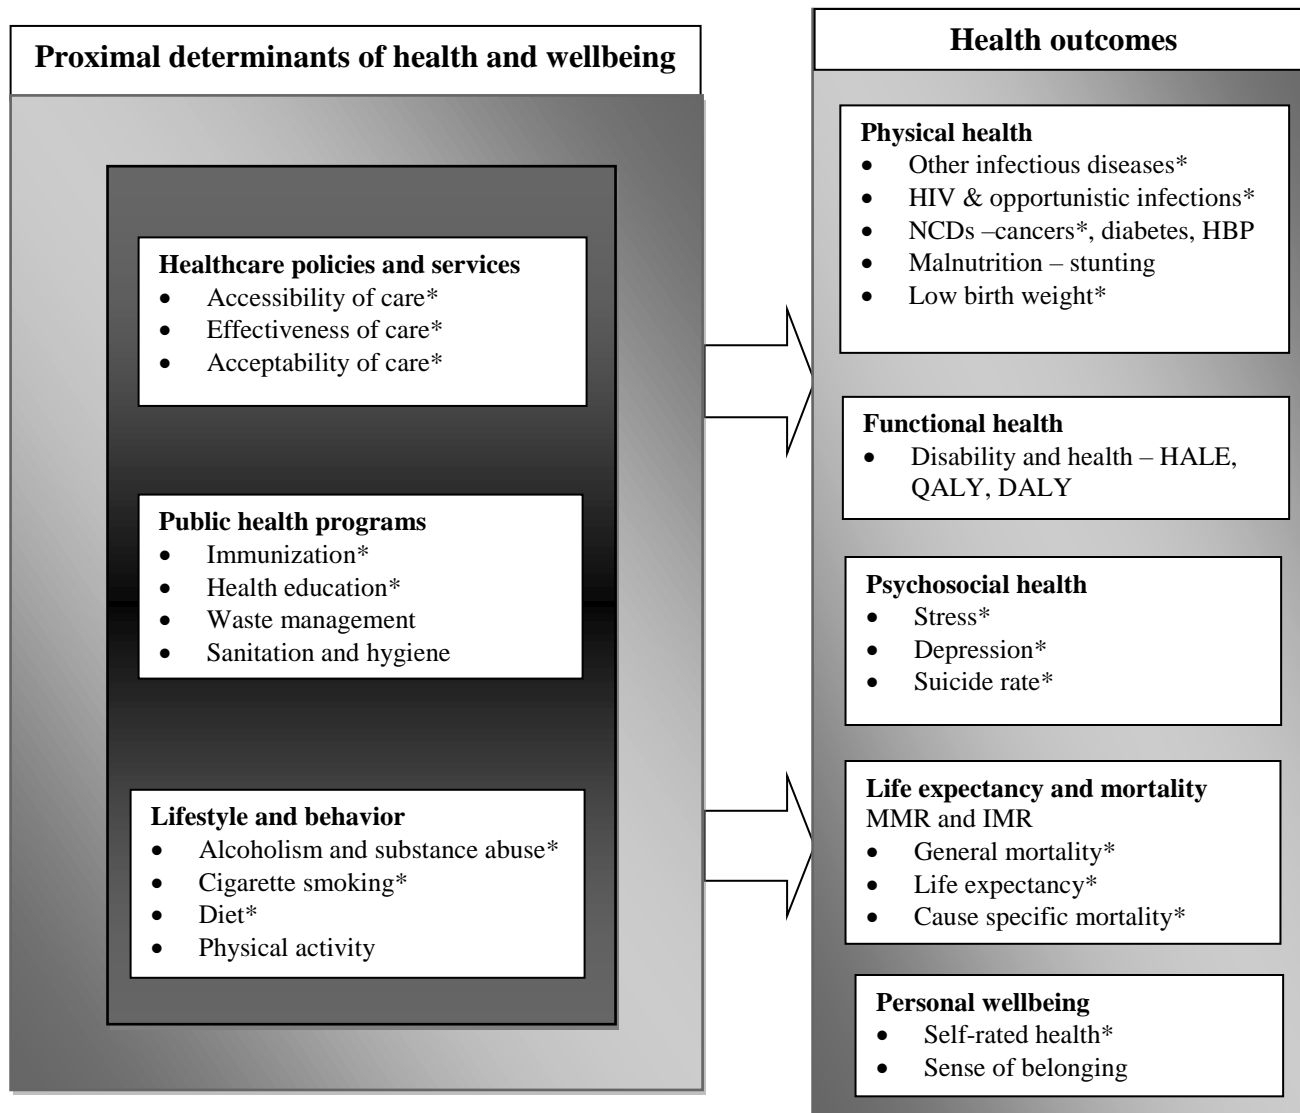 Proximal determinants of health and wellbeing
Healthcare policies and services
• Accessibility of care*
• Effectiveness of care*
• Acceptability of care*
Public health programs
• Immunization*
• Health education*
• Waste management
• Sanitation and hygiene
Lifestyle and behavior
• Alcoholism and substance abuse*
• Cigarette smoking*
• Diet*
• Physical activity
Health outcomes
Physical health
• Other infectious diseases*
• HIV & opportunistic infections*
• NCDs –cancers*, diabetes, HBP
• Malnutrition – stunting
• Low birth weight*
Functional health
• Disability and health – HALE,
QALY, DALY
Psychosocial health
• Stress*
• Depression*
• Suicide rate*
Life expectancy and mortality
MMR and IMR
• General mortality*
• Life expectancy*
• Cause specific mortality*
Personal wellbeing
• Self-rated health*
• Sense of belonging